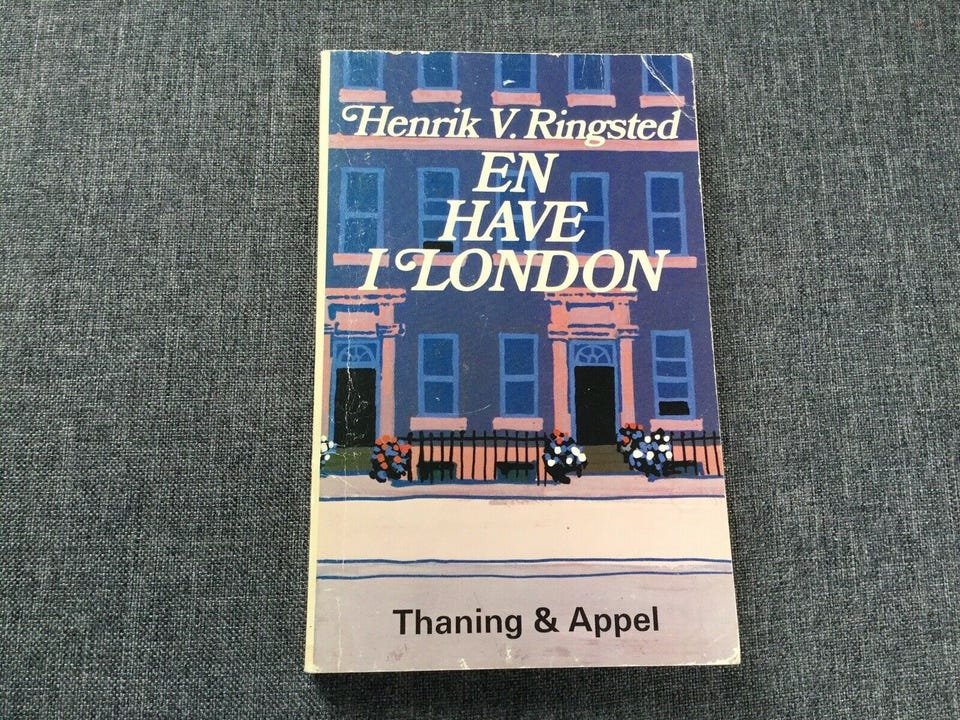 Henrik V. Ringsted
EN
HAVE
I LONDON
Thaning & Appel